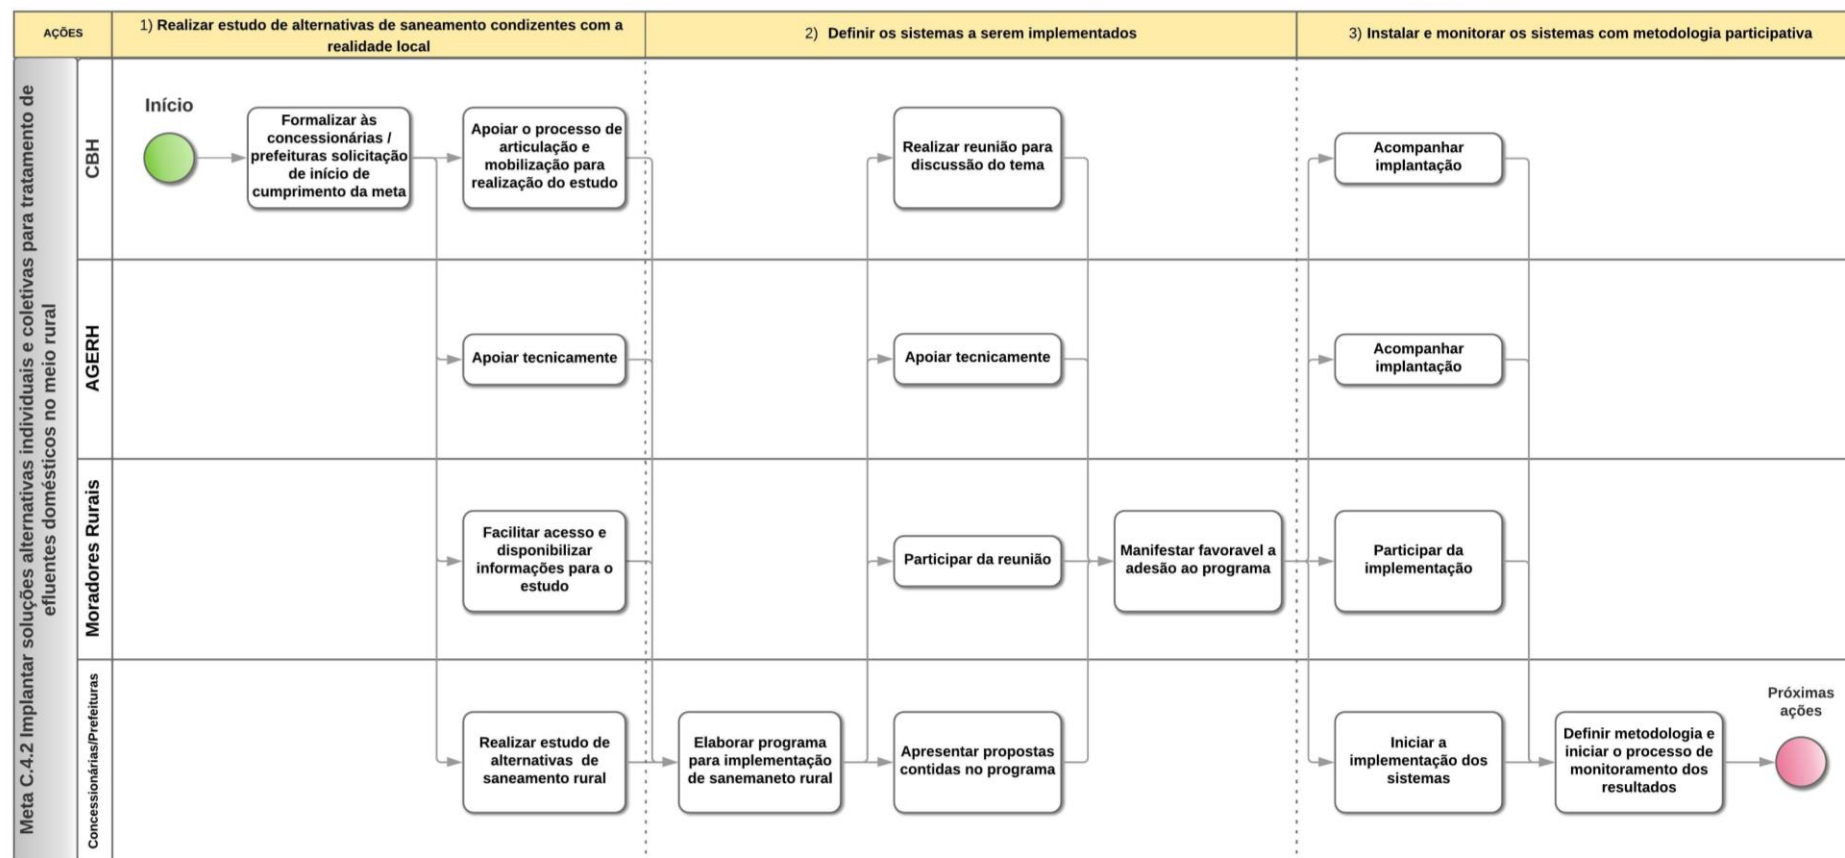 AÇÕES
1) Realizar estudo de alternativas de saneamento condizentes com a
realidade local
2) Definir os sistemas a serem implementados
3) Instalar e monitorar os sistemas com metodologia participativa
Meta C.4.2 Implantar soluções alternativas individuais e coletivas para tratamento de
efluentes domésticos no meio rural
CBH
Início
Formalizar às
concessionárias /
prefeituras solicitação
de início de
cumprimento da meta
Apoiar o processo de
articulação e
mobilização para
realização do estudo
Realizar reunião para
discussão do tema
Acompanhar
implantação
AGERH
Apoiar tecnicamente
Apoiar tecnicamente
Acompanhar
implantação
Moradores Rurais
Facilitar acesso e
disponibilizar
informações para o
estudo
Participar da reunião
Manifestar favoravel a
adesão ao programa
Participar da
implementação
Concessionárias/Prefeituras
Realizar estudo de
alternativas de
saneamento rural
Elaborar programa
para implementação
de sanemaneto rural
Apresentar propostas
contidas no programa
Iniciar a
implementação dos
sistemas
Definir metodologia e
iniciar o processo de
monitoramento dos
resultados
Próximas
ações